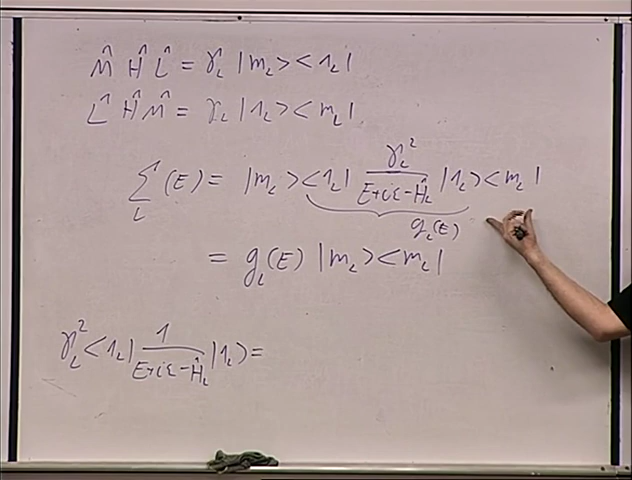 M̂ Ĥ L̂ = γ_L |m_L> <1_L|
L̂ Ĥ M̂ = γ_L |1_L> <m_L|
Σ̂_L (E) = |m_L> <1_L| γ_L² / (E+iε−Ĥ_L) |1_L> <m_L|
g_L(E)
= g_L(E) |m_L> <m_L|
γ_L² <1_L| 1 / (E+iε−Ĥ_L) |1_L> =